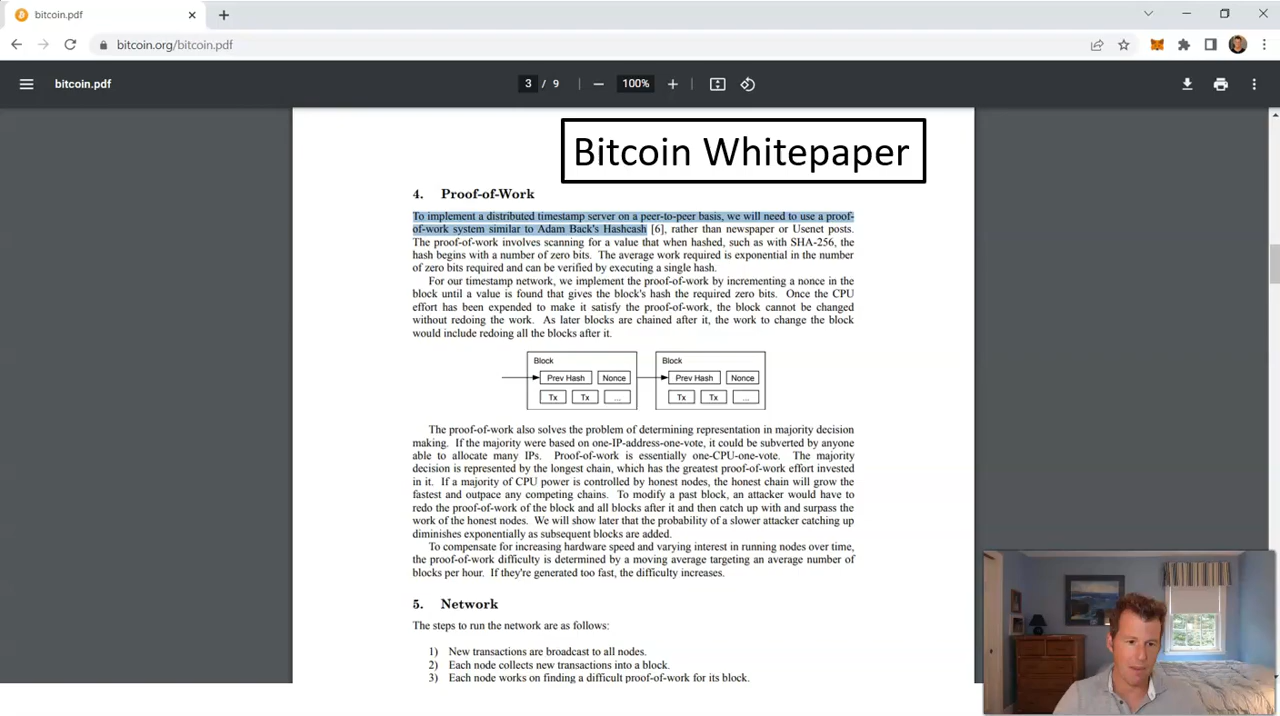 bitcoin.pdf
bitcoin.org/bitcoin.pdf
bitcoin.pdf
3 / 9
100%
Bitcoin Whitepaper
4. Proof-of-Work
To implement a distributed timestamp server on a peer-to-peer basis, we will need to use a proof-
of-work system similar to Adam Back's Hashcash [6], rather than newspaper or Usenet posts.
The proof-of-work involves scanning for a value that when hashed, such as with SHA-256, the
hash begins with a number of zero bits. The average work required is exponential in the number
of zero bits required and can be verified by executing a single hash.
For our timestamp network, we implement the proof-of-work by incrementing a nonce in the
block until a value is found that gives the block's hash the required zero bits. Once the CPU
effort has been expended to make it satisfy the proof-of-work, the block cannot be changed
without redoing the work. As later blocks are chained after it, the work to change the block
would include redoing all the blocks after it.
Block Block
Prev Hash Nonce Prev Hash Nonce
Tx Tx ... Tx Tx ...
The proof-of-work also solves the problem of determining representation in majority decision
making. If the majority were based on one-IP-address-one-vote, it could be subverted by anyone
able to allocate many IPs. Proof-of-work is essentially one-CPU-one-vote. The majority
decision is represented by the longest chain, which has the greatest proof-of-work effort invested
in it. If a majority of CPU power is controlled by honest nodes, the honest chain will grow the
fastest and outpace any competing chains. To modify a past block, an attacker would have to
redo the proof-of-work of the block and all blocks after it and then catch up with and surpass the
work of the honest nodes. We will show later that the probability of a slower attacker catching up
diminishes exponentially as subsequent blocks are added.
To compensate for increasing hardware speed and varying interest in running nodes over time,
the proof-of-work difficulty is determined by a moving average targeting an average number of
blocks per hour. If they're generated too fast, the difficulty increases.
5. Network
The steps to run the network are as follows:
1) New transactions are broadcast to all nodes.
2) Each node collects new transactions into a block.
3) Each node works on finding a difficult proof-of-work for its block.